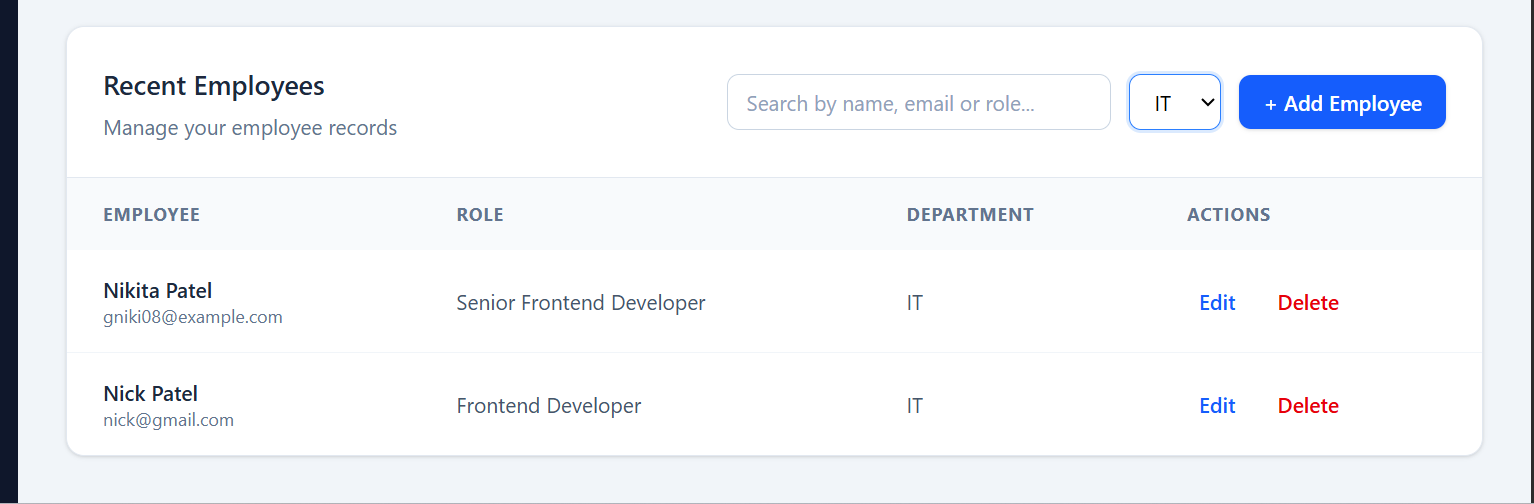 Recent Employees
Manage your employee records
Search by name, email or role...
IT
+ Add Employee
EMPLOYEE ROLE DEPARTMENT ACTIONS
Nikita Patel
gniki08@example.com
Senior Frontend Developer IT Edit Delete
Nick Patel
nick@gmail.com
Frontend Developer IT Edit Delete